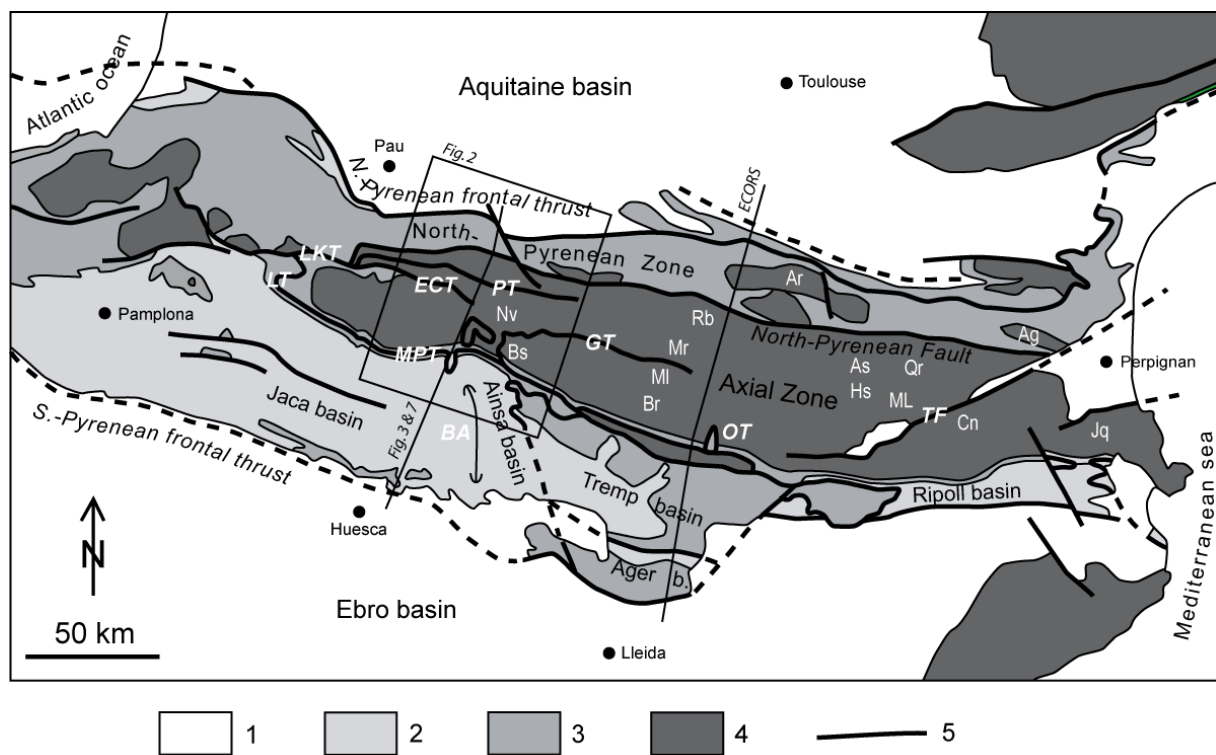 Atlantic ocean
Aquitaine basin
Toulouse
Pau
Fig. 2
N.-Pyrenean frontal thrust
ECORS
North-
Pyrenean Zone
LKT
LT
ECT
PT
Ar
Nv
Rb
Pamplona
MPT
Bs
GT
Mr
North-Pyrenean Fault
Ag
Perpignan
Ml
As
Qr
Hs
Br
Axial Zone
ML
TF
Cn
Jq
Jaca basin
Ainsa basin
BA
OT
Fig. 3 & 7
S.-Pyrenean frontal thrust
Tremp basin
Ripoll basin
Huesca
Ager b.
Mediterranean sea
N
Ebro basin
50 km
Lleida
1
2
3
4
5